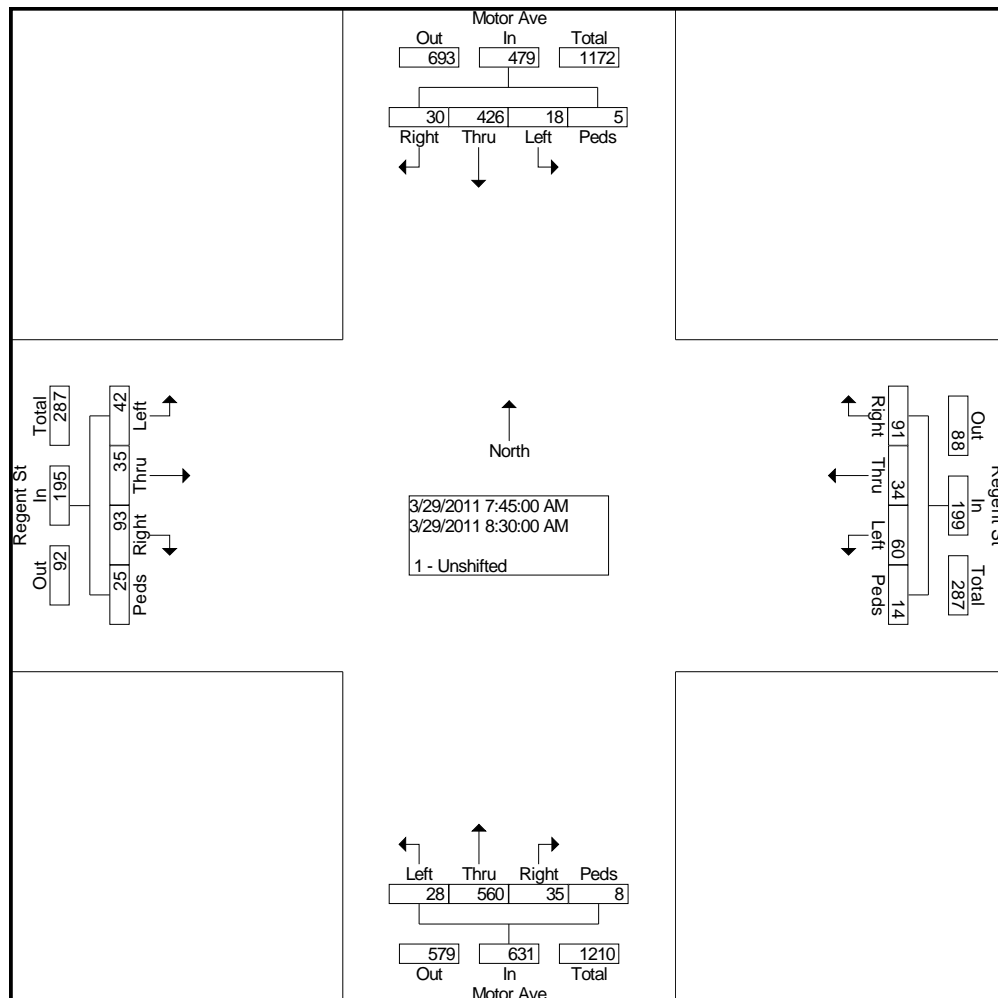 Motor Ave
Out In Total
693 479 1172
30 426 18 5
Right Thru Left Peds
Regent St
Total In Out
287 195 92
42 35 93 25
Left Thru Right Peds
North
3/29/2011 7:45:00 AM
3/29/2011 8:30:00 AM
1 - Unshifted
Right Thru Left Peds
91 34 60 14
Out In Total
88 199 287
Regent St
Left Thru Right Peds
28 560 35 8
579 631 1210
Out In Total
Motor Ave